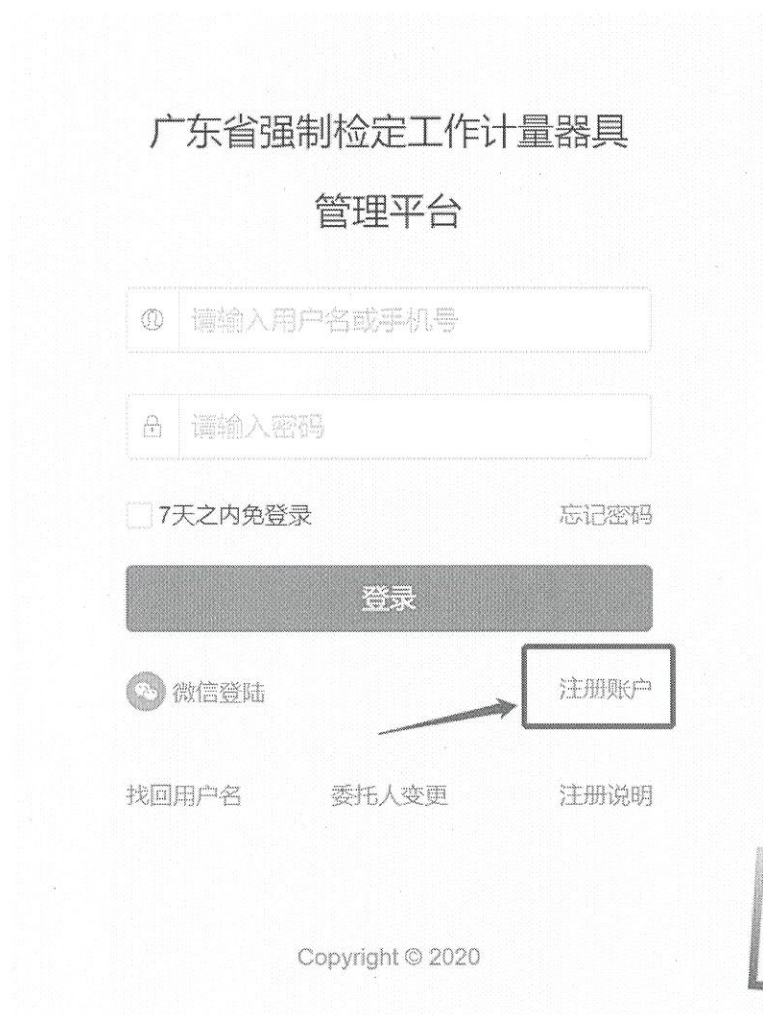 广东省强制检定工作计量器具
管理平台
请输入用户名或手机号
请输入密码
7天之内免登录 忘记密码
登录
微信登陆 注册账户
找回用户名 委托人变更 注册说明
Copyright © 2020